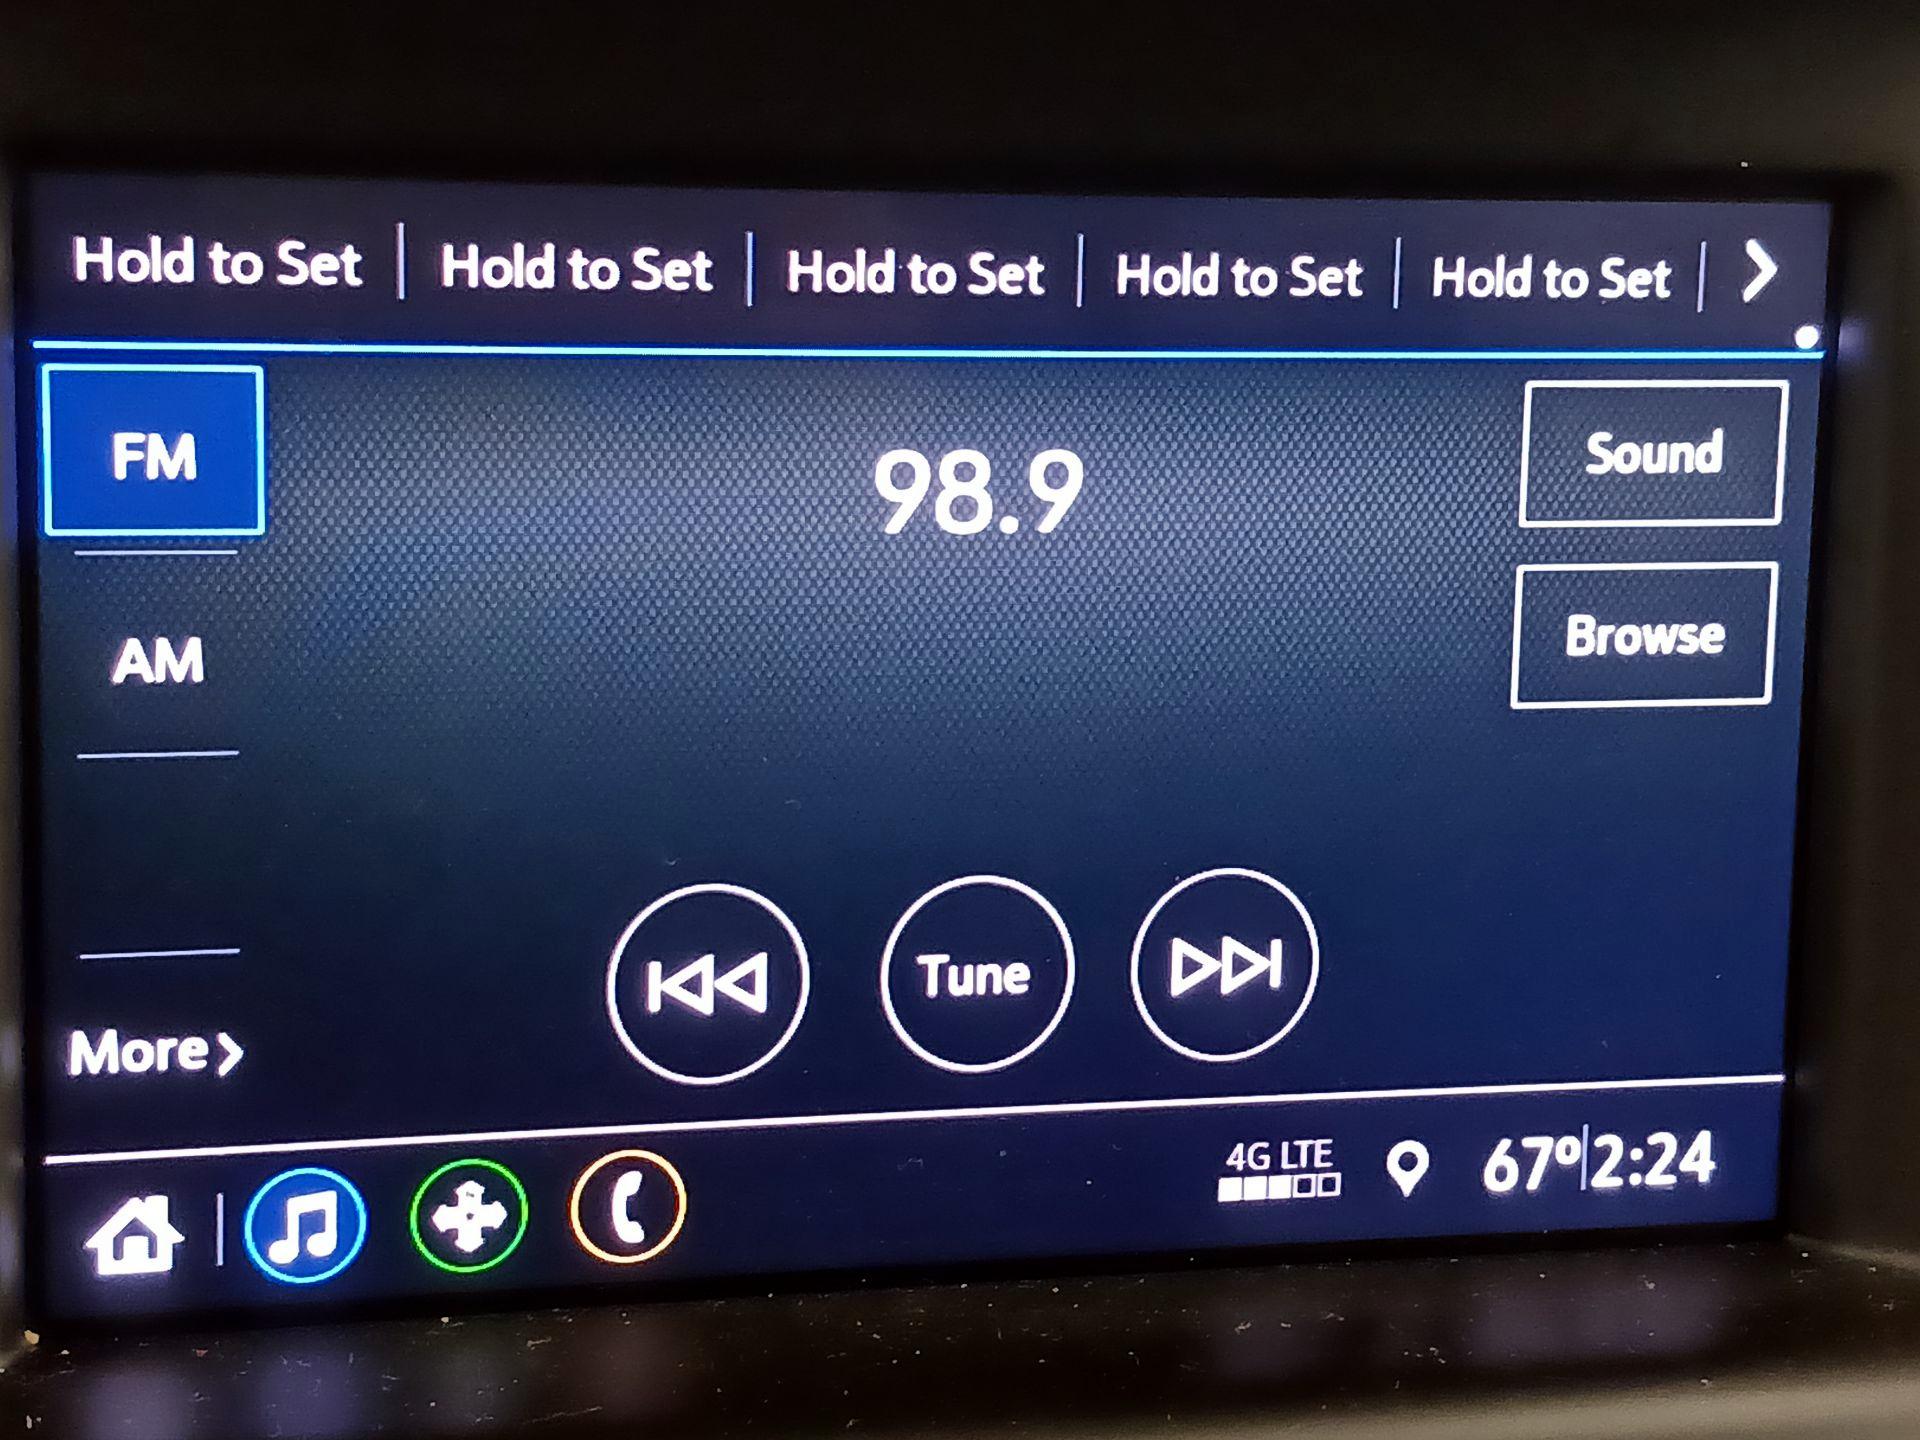 Hold to Set Hold to Set Hold to Set Hold to Set Hold to Set
FM
98.9
Sound
AM
Browse
Tune
More
4G LTE
67º 2:24